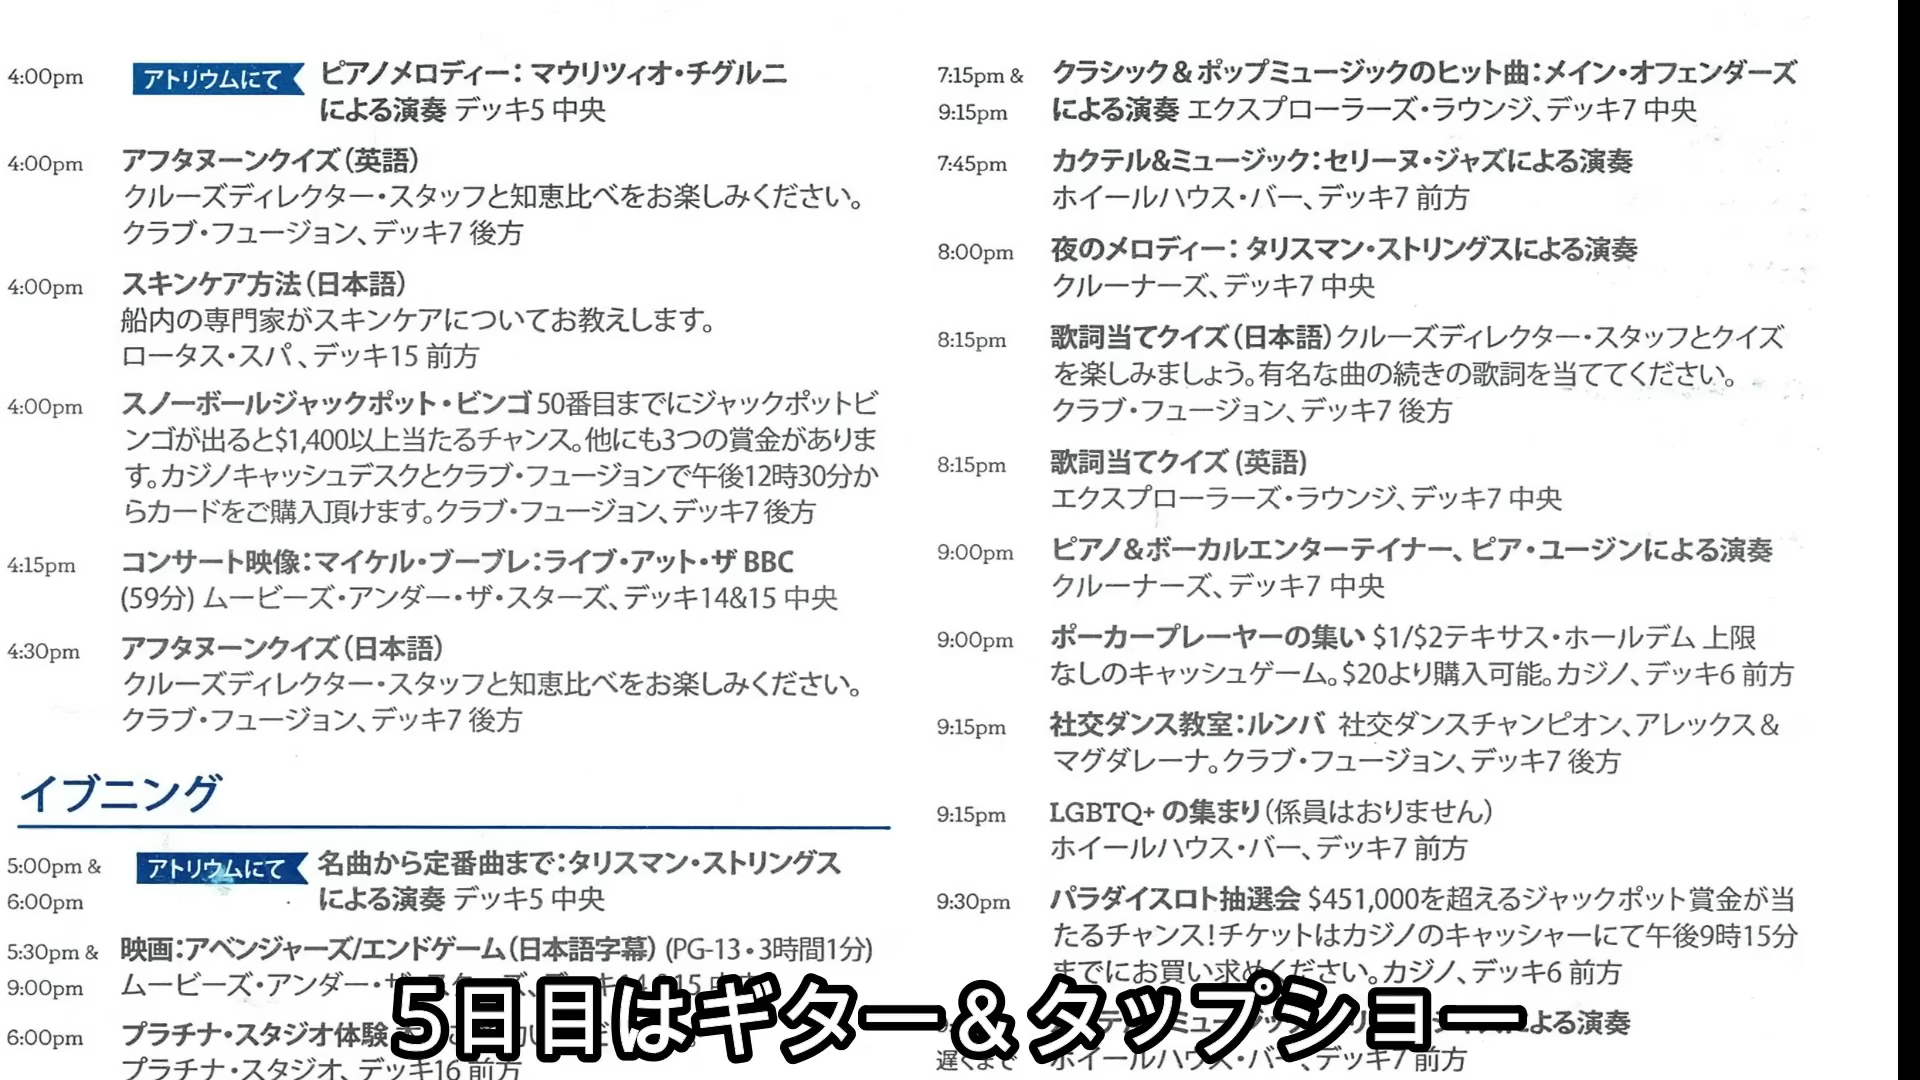 4:00pm アトリウムにて ピアノメロディー：マウリツィオ・チグルニ
による演奏 デッキ5 中央
4:00pm アフタヌーンクイズ（英語）
クルーズディレクター・スタッフと知恵比べをお楽しみください。
クラブ・フュージョン、デッキ7 後方
4:00pm スキンケア方法（日本語）
船内の専門家がスキンケアについてお教えします。
ロータス・スパ、デッキ15 前方
4:00pm スノーボールジャックポット・ビンゴ 50番目までにジャックポットビ
ンゴが出ると$1,400以上当たるチャンス。他にも3つの賞金がありま
す。カジノキャッシュデスクとクラブ・フュージョンで午後12時30分か
らカードをご購入頂けます。クラブ・フュージョン、デッキ7 後方
4:15pm コンサート映像：マイケル・ブーブレ：ライブ・アット・ザ BBC
(59分) ムービーズ・アンダー・ザ・スターズ、デッキ14&15 中央
4:30pm アフタヌーンクイズ（日本語）
クルーズディレクター・スタッフと知恵比べをお楽しみください。
クラブ・フュージョン、デッキ7 後方
イブニング
5:00pm & アトリウムにて 名曲から定番曲まで：タリスマン・ストリングス
6:00pm による演奏 デッキ5 中央
5:30pm & 映画：アベンジャーズ/エンドゲーム（日本語字幕） (PG-13・3時間1分)
9:00pm ムービーズ・アンダー・ザ・スターズ、デッキ14&15 中央
6:00pm プラチナ・スタジオ体験
プラチナ・スタジオ、デッキ16 前方
7:15pm & クラシック＆ポップミュージックのヒット曲：メイン・オフェンダーズ
9:15pm による演奏 エクスプローラーズ・ラウンジ、デッキ7 中央
7:45pm カクテル&ミュージック：セリーヌ・ジャズによる演奏
ホイールハウス・バー、デッキ7 前方
8:00pm 夜のメロディー：タリスマン・ストリングスによる演奏
クルーナーズ、デッキ7 中央
8:15pm 歌詞当てクイズ（日本語）クルーズディレクター・スタッフとクイズ
を楽しみましょう。有名な曲の続きの歌詞を当ててください。
クラブ・フュージョン、デッキ7 後方
8:15pm 歌詞当てクイズ (英語)
エクスプローラーズ・ラウンジ、デッキ7 中央
9:00pm ピアノ&ボーカルエンターテイナー、ピア・ユージンによる演奏
クルーナーズ、デッキ7 中央
9:00pm ポーカープレーヤーの集い $1/$2テキサス・ホールデム 上限
なしのキャッシュゲーム。$20より購入可能。カジノ、デッキ6 前方
9:15pm 社交ダンス教室：ルンバ 社交ダンスチャンピオン、アレックス＆
マグダレーナ。クラブ・フュージョン、デッキ7 後方
9:15pm LGBTQ+ の集まり（係員はおりません）
ホイールハウス・バー、デッキ7 前方
9:30pm パラダイスロト抽選会 $451,000を超えるジャックポット賞金が当
たるチャンス！チケットはカジノのキャッシャーにて午後9時15分
までにお買い求めください。カジノ、デッキ6 前方
による演奏
遅くまで ホイールハウス・バー、デッキ7 前方
5日目はギター＆タップショー